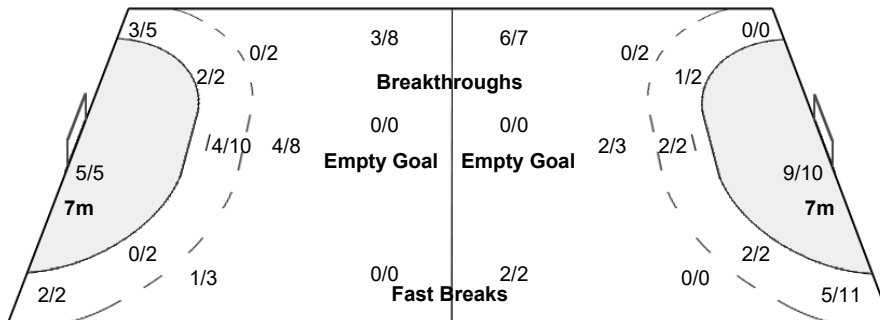 3/5 3/8 6/7 0/0
0/2 0/2
2/2 Breakthroughs 1/2
0/0 0/0
4/10 4/8 2/3 2/2
Empty Goal Empty Goal
5/5 9/10
7m 7m
0/2 2/2
1/3 0/0 2/2 0/0
2/2 Fast Breaks 5/11